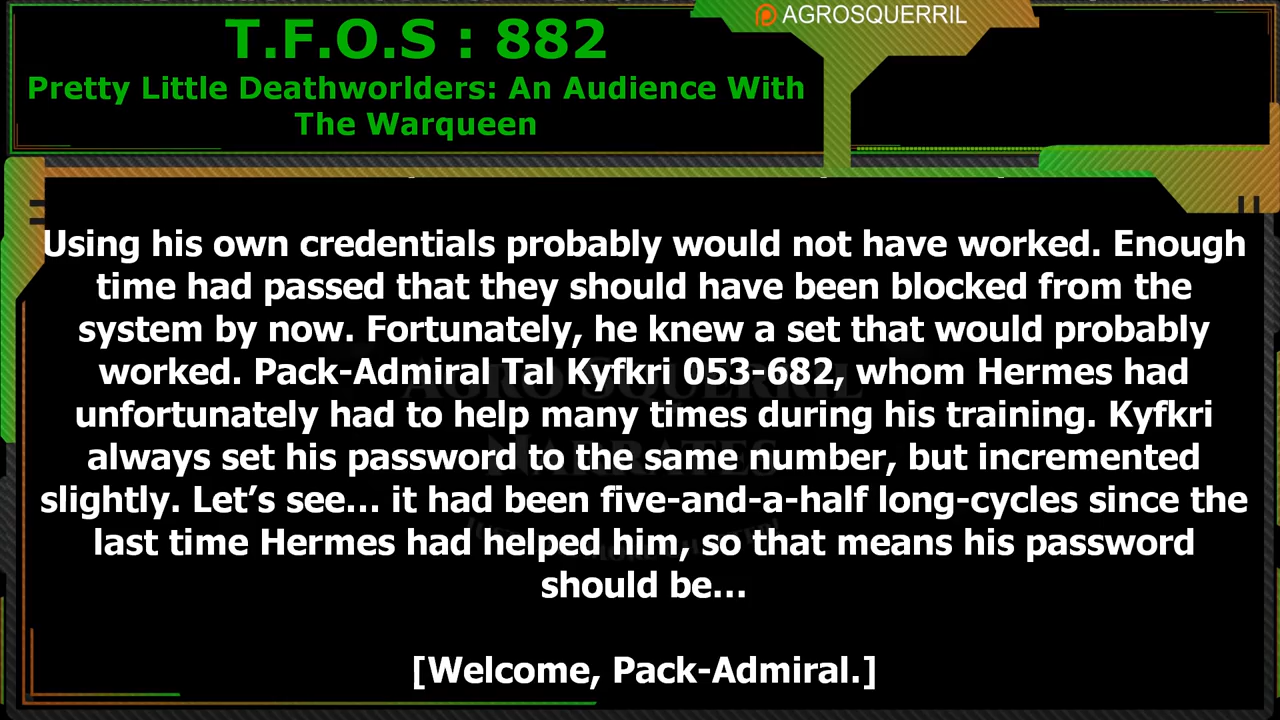 AGROSQUERRIL
T.F.O.S : 882
Pretty Little Deathworlders: An Audience With
The Warqueen
Using his own credentials probably would not have worked. Enough
time had passed that they should have been blocked from the
system by now. Fortunately, he knew a set that would probably
worked. Pack-Admiral Tal Kyfkri 053-682, whom Hermes had
unfortunately had to help many times during his training. Kyfkri
always set his password to the same number, but incremented
slightly. Let’s see… it had been five-and-a-half long-cycles since the
last time Hermes had helped him, so that means his password
should be…
[Welcome, Pack-Admiral.]